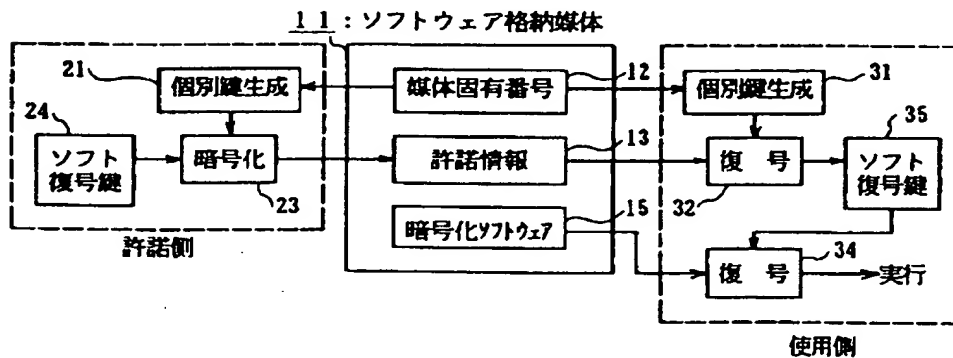 11：ソフトウェア格納媒体
21
個別鍵生成
24
ソフト
復号鍵
暗号化
23
許諾側
媒体固有番号
12
許諾情報
13
暗号化ソフトウェア
15
個別鍵生成
31
復 号
32
35
ソフト
復号鍵
復 号
34
実行
使用側